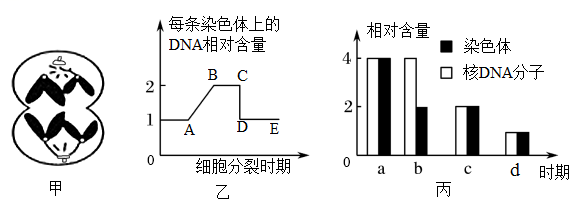 每条染色体上的
DNA相对含量
2
1
0
A
B
C
D
E
细胞分裂时期
相对含量
4
2
0
染色体
核DNA分子
a
b
c
d
时期
甲
乙
丙